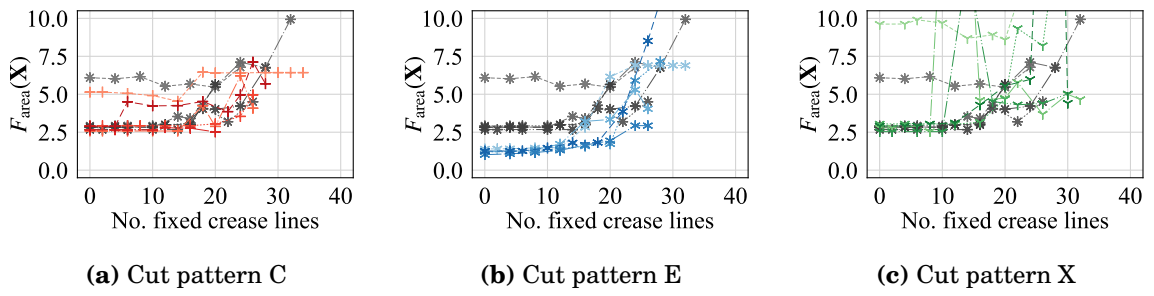 10.0
7.5
5.0
2.5
0.0
F_area(X)
0 10 20 30 40
No. fixed crease lines
(a) Cut pattern C
10.0
7.5
5.0
2.5
0.0
F_area(X)
0 10 20 30 40
No. fixed crease lines
(b) Cut pattern E
10.0
7.5
5.0
2.5
0.0
F_area(X)
0 10 20 30 40
No. fixed crease lines
(c) Cut pattern X